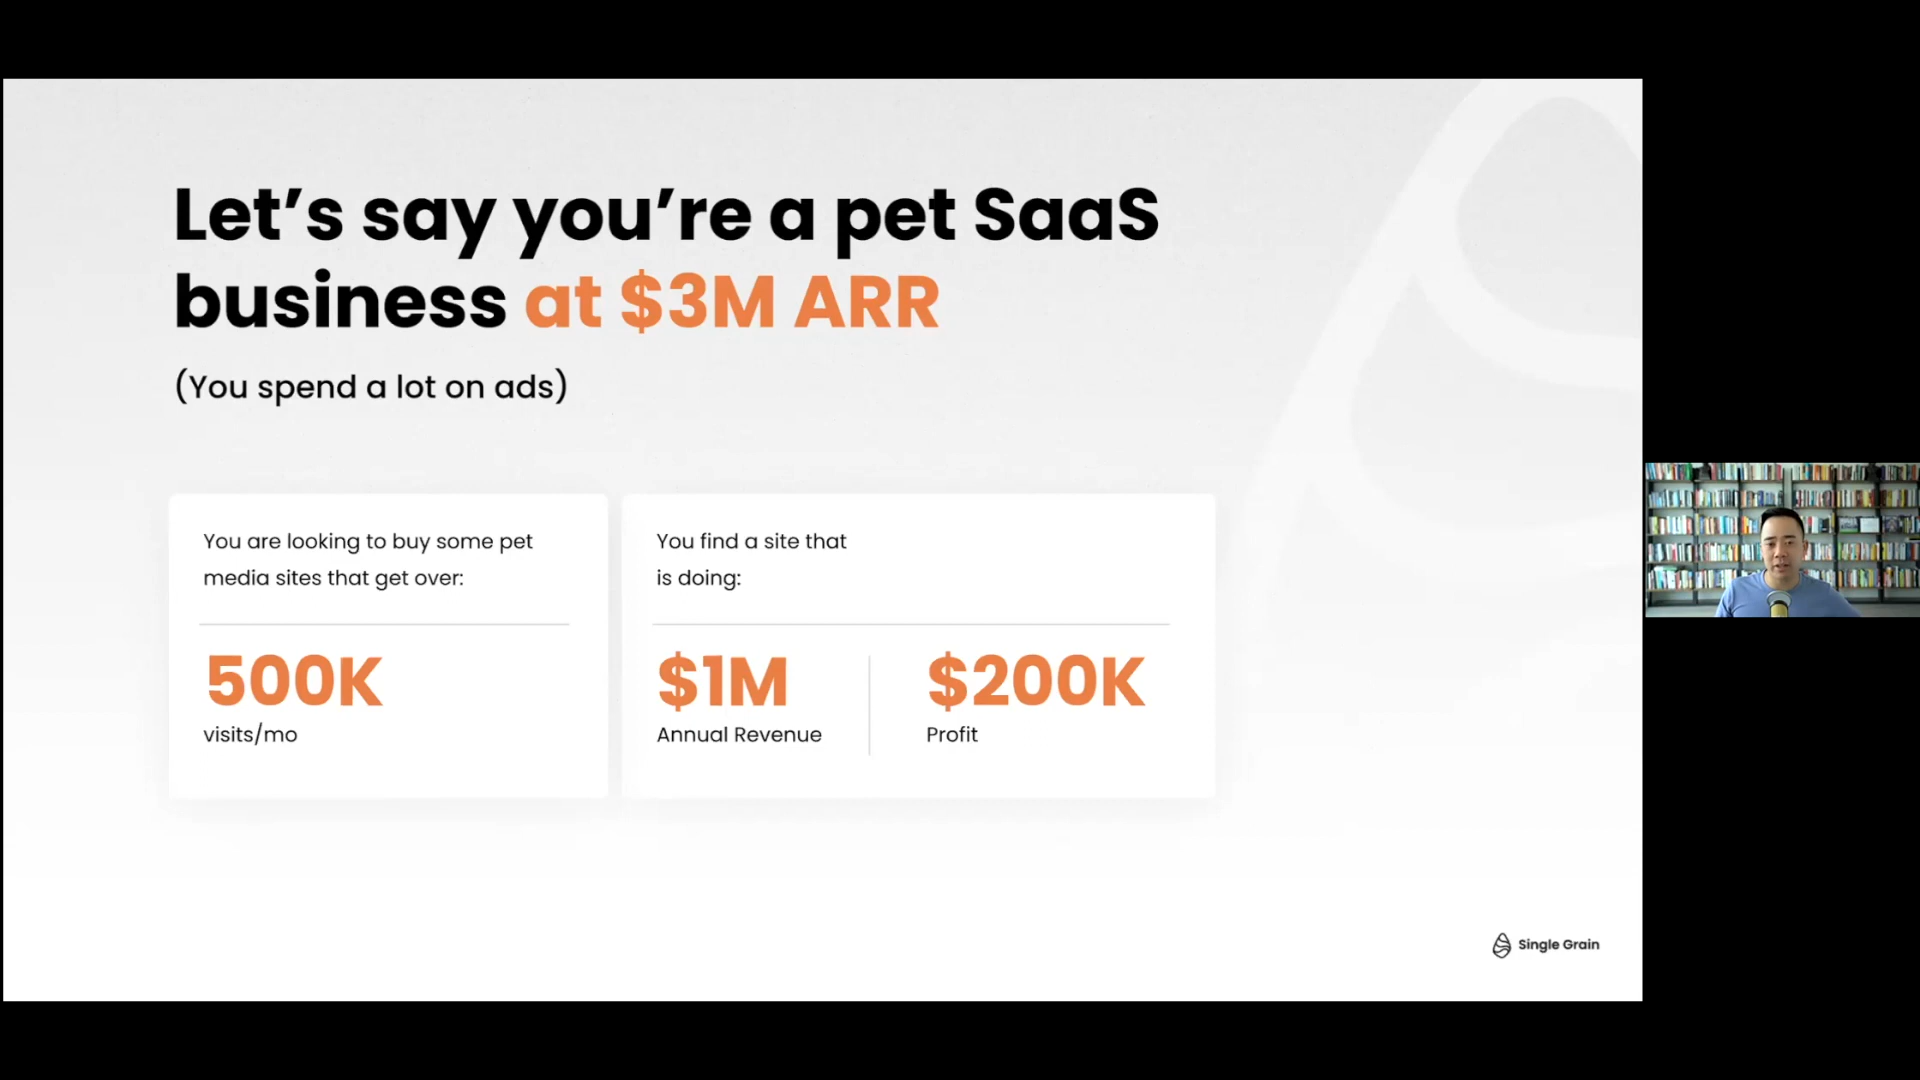 Let’s say you’re a pet SaaS
business at $3M ARR
(You spend a lot on ads)
You are looking to buy some pet
media sites that get over:
500K
visits/mo
You find a site that
is doing:
$1M
Annual Revenue
$200K
Profit
Single Grain